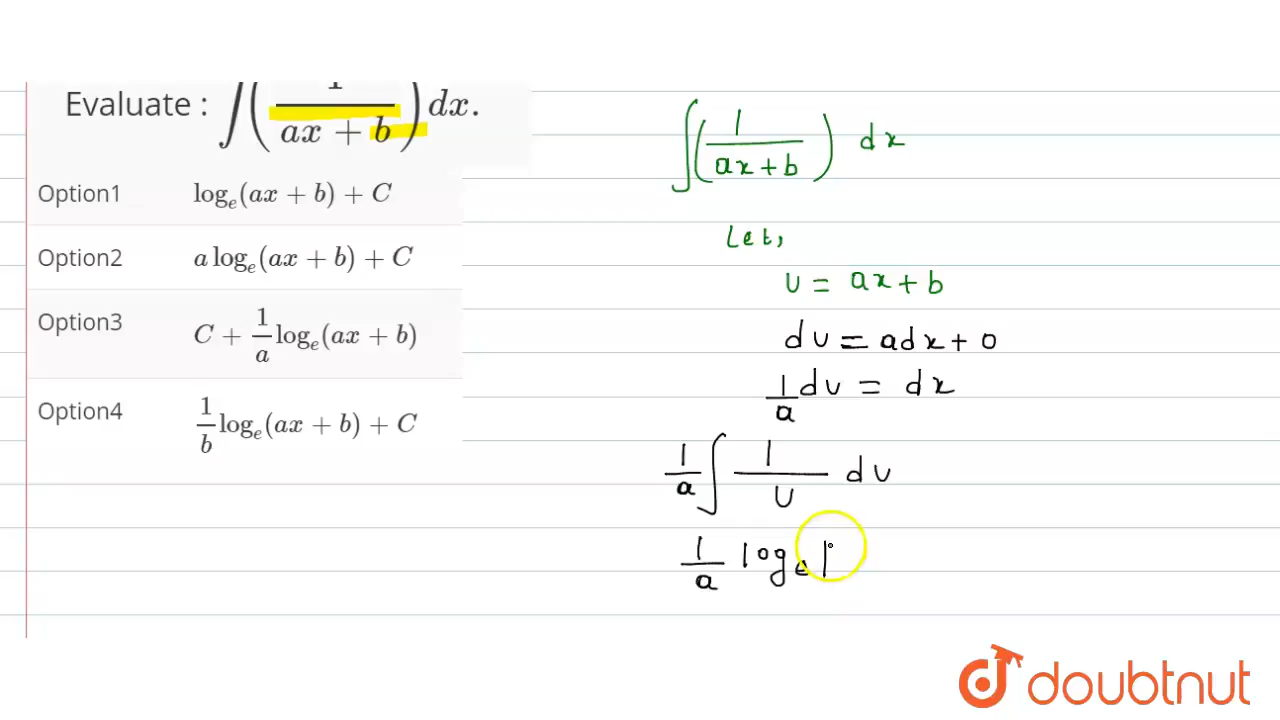 Evaluate : ∫(1/(ax + b))dx.
Option1 logₑ(ax + b) + C
Option2 a logₑ(ax + b) + C
Option3 C + 1/a logₑ(ax + b)
Option4 1/b logₑ(ax + b) + C
∫(1/(ax+b)) dx
Let,
u = ax+b
du = adx+0
1/a du = dx
1/a ∫ 1/u du
1/a logₑ |
doubtnut